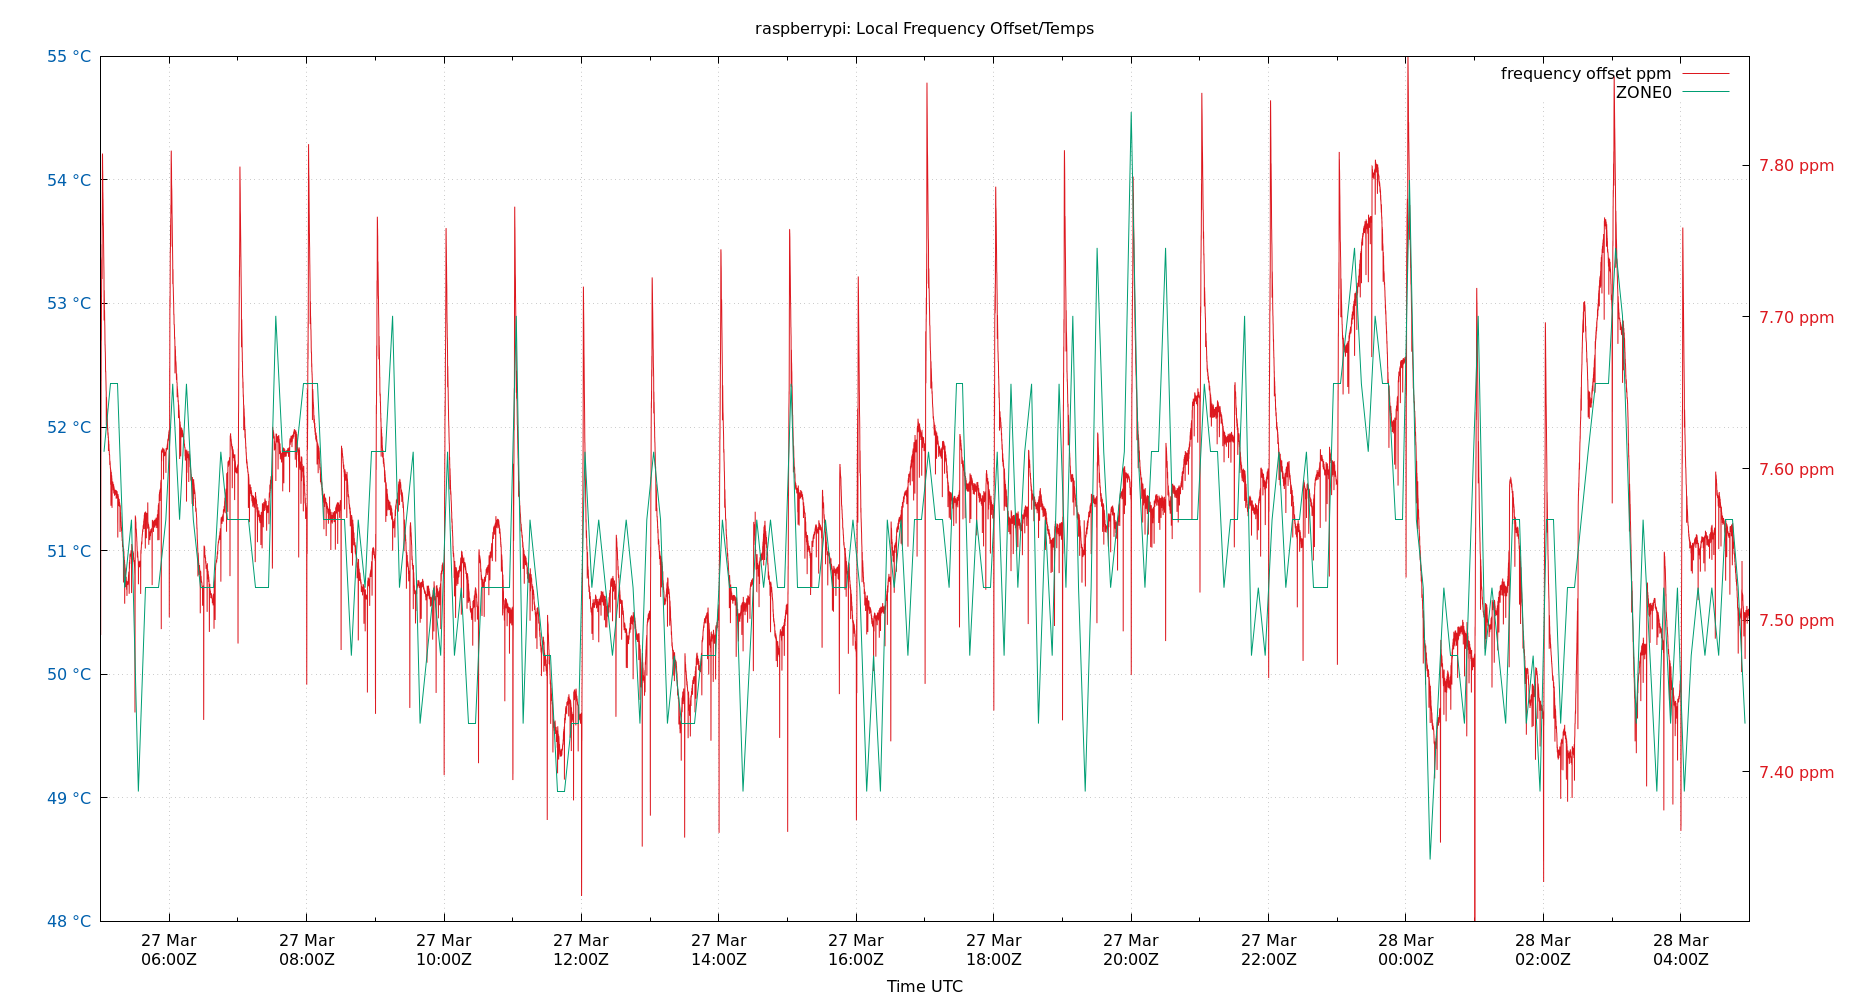 raspberrypi: Local Frequency Offset/Temps
55 °C
54 °C
53 °C
52 °C
51 °C
50 °C
49 °C
48 °C
frequency offset ppm
ZONE0
7.80 ppm
7.70 ppm
7.60 ppm
7.50 ppm
7.40 ppm
27 Mar
06:00Z
27 Mar
08:00Z
27 Mar
10:00Z
27 Mar
12:00Z
27 Mar
14:00Z
27 Mar
16:00Z
27 Mar
18:00Z
27 Mar
20:00Z
27 Mar
22:00Z
28 Mar
00:00Z
28 Mar
02:00Z
28 Mar
04:00Z
Time UTC